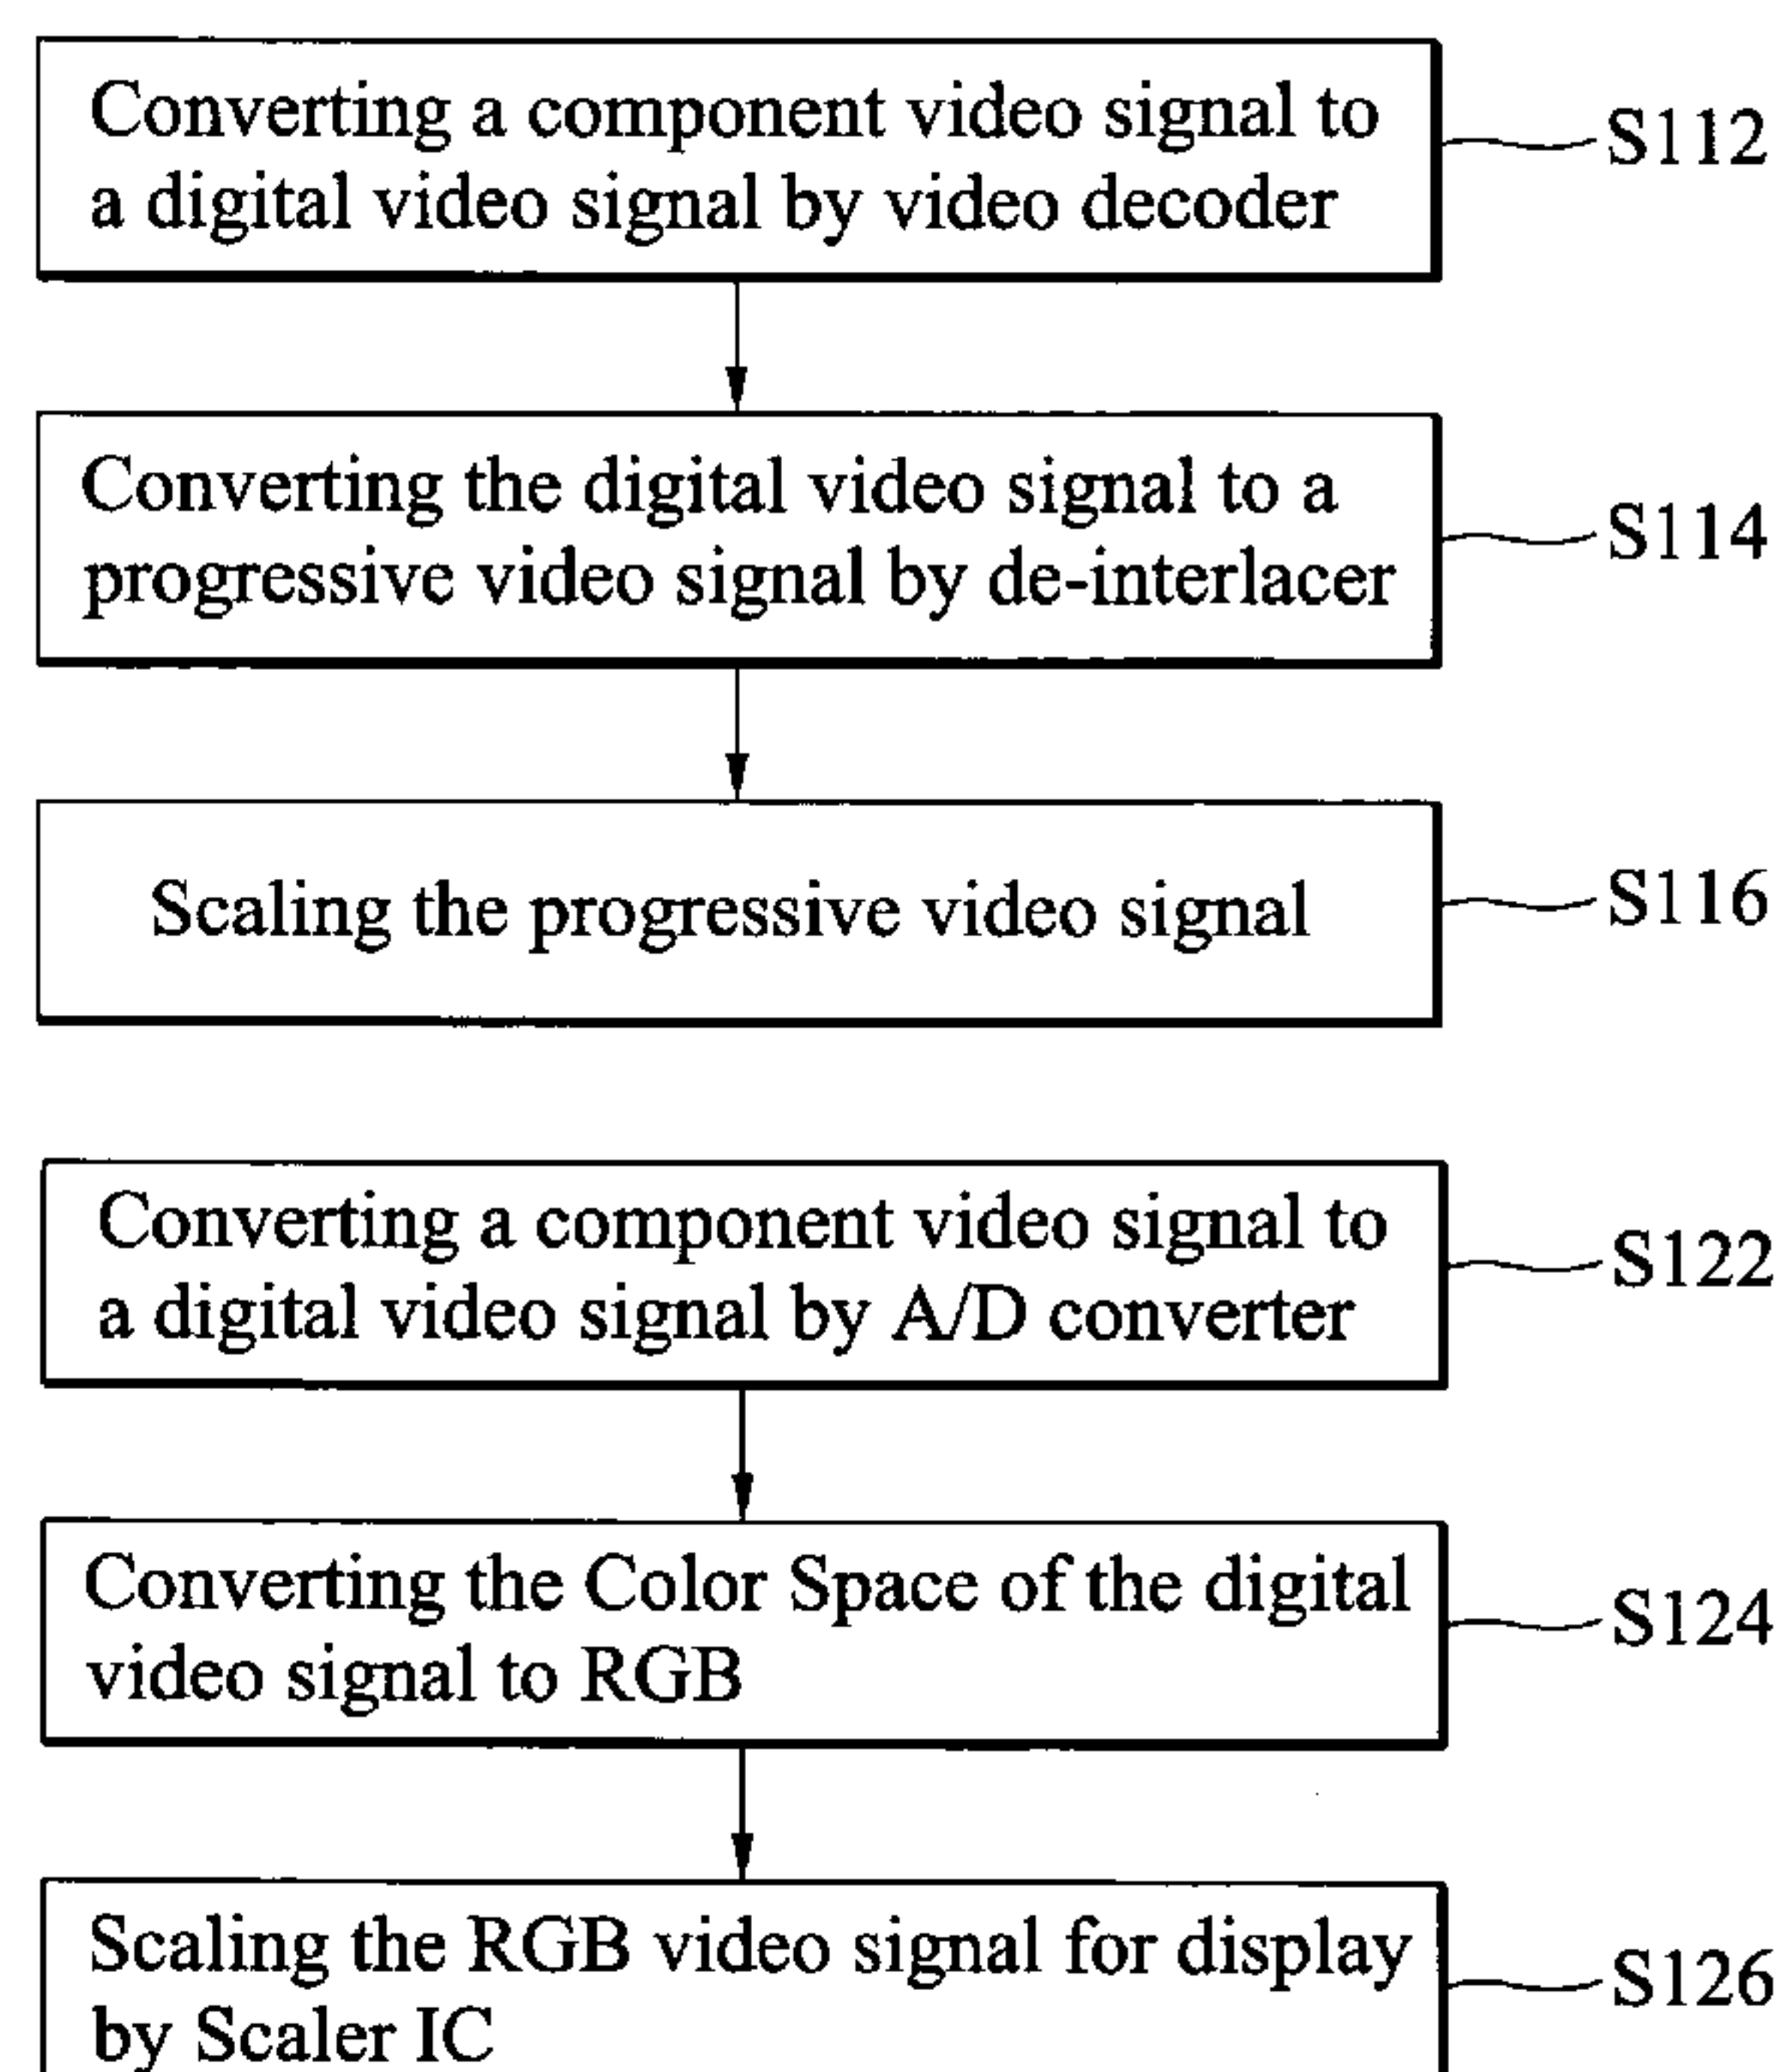 Converting a component video signal to
a digital video signal by video decoder
S112
Converting the digital video signal to a
progressive video signal by de-interlacer
S114
Scaling the progressive video signal
S116
Converting a component video signal to
a digital video signal by A/D converter
S122
Converting the Color Space of the digital
video signal to RGB
S124
Scaling the RGB video signal for display
by Scaler IC
S126